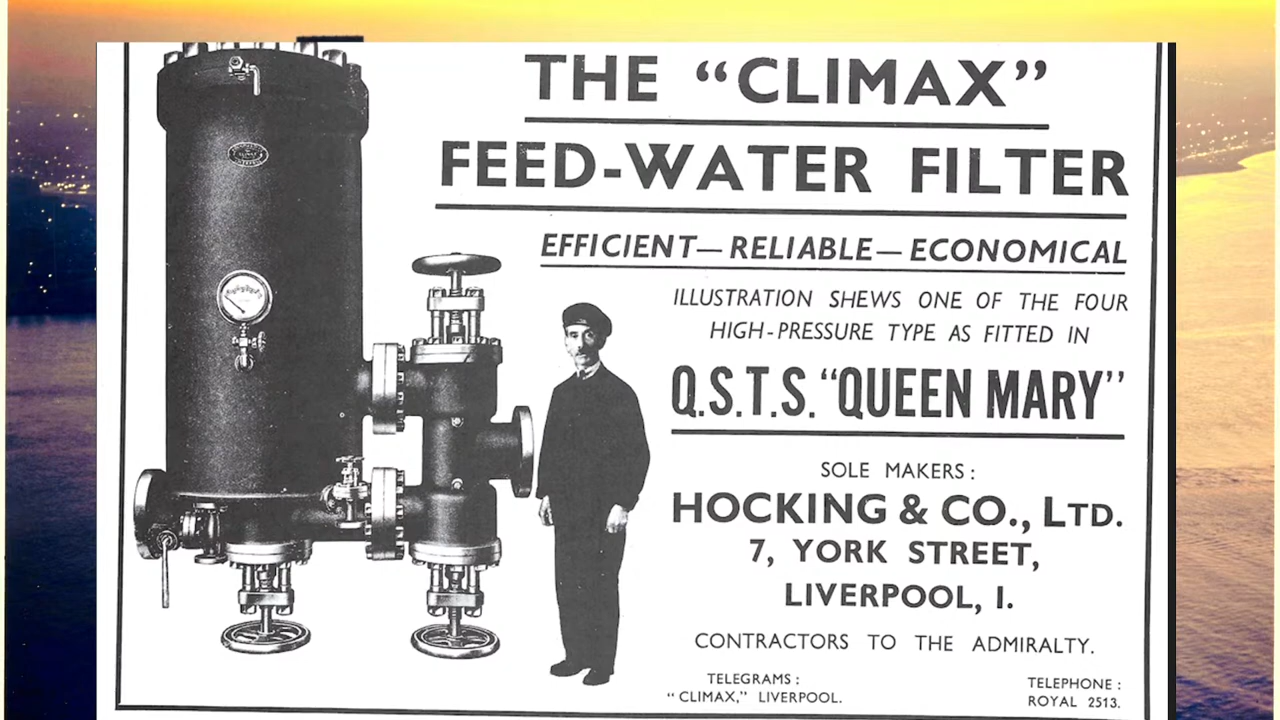 THE “CLIMAX”
FEED-WATER FILTER
EFFICIENT—RELIABLE—ECONOMICAL
ILLUSTRATION SHEWS ONE OF THE FOUR
HIGH-PRESSURE TYPE AS FITTED IN
Q.S.T.S. “QUEEN MARY”
SOLE MAKERS:
HOCKING & CO., LTD.
7, YORK STREET,
LIVERPOOL, I.
CONTRACTORS TO THE ADMIRALTY.
TELEGRAMS:
“CLIMAX,” LIVERPOOL.
TELEPHONE:
ROYAL 2513.